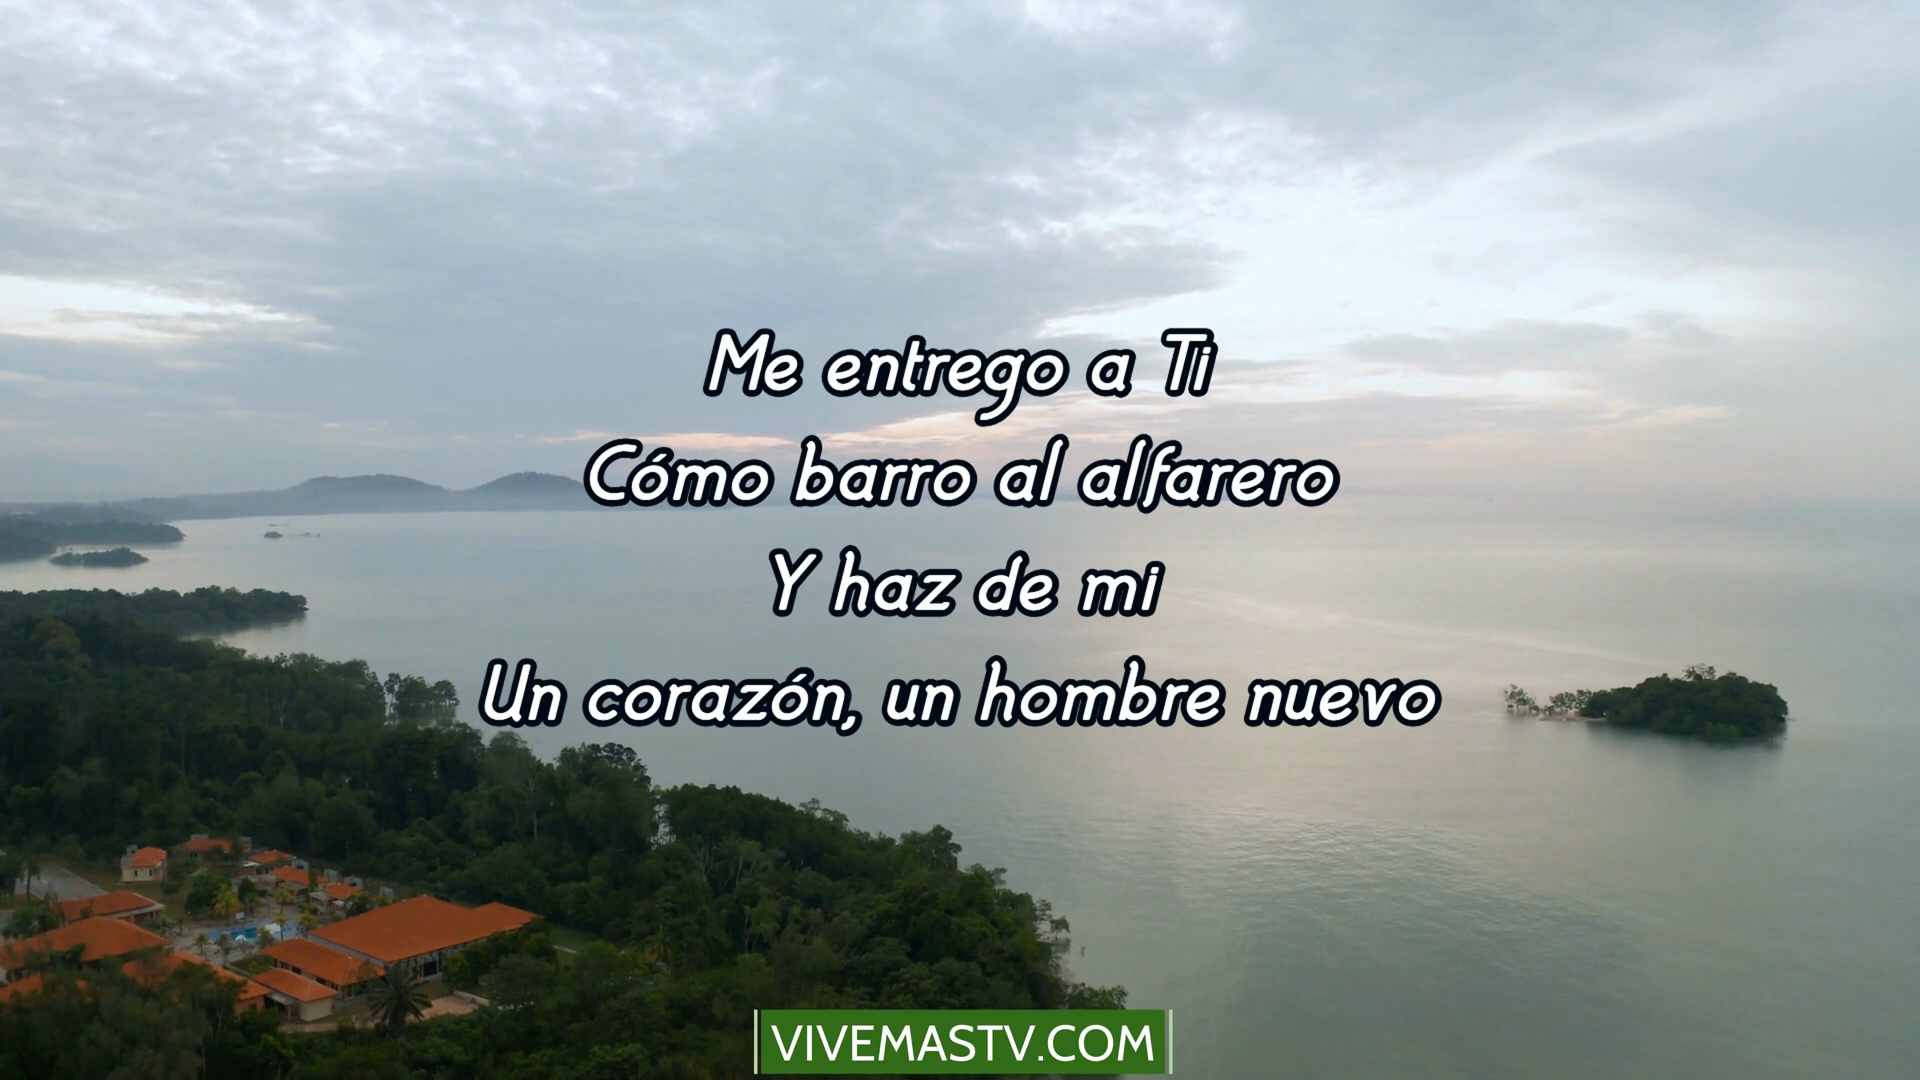 Me entrego a Ti
Cómo barro al alfarero
Y haz de mi
Un corazón, un hombre nuevo
VIVEMASTV.COM